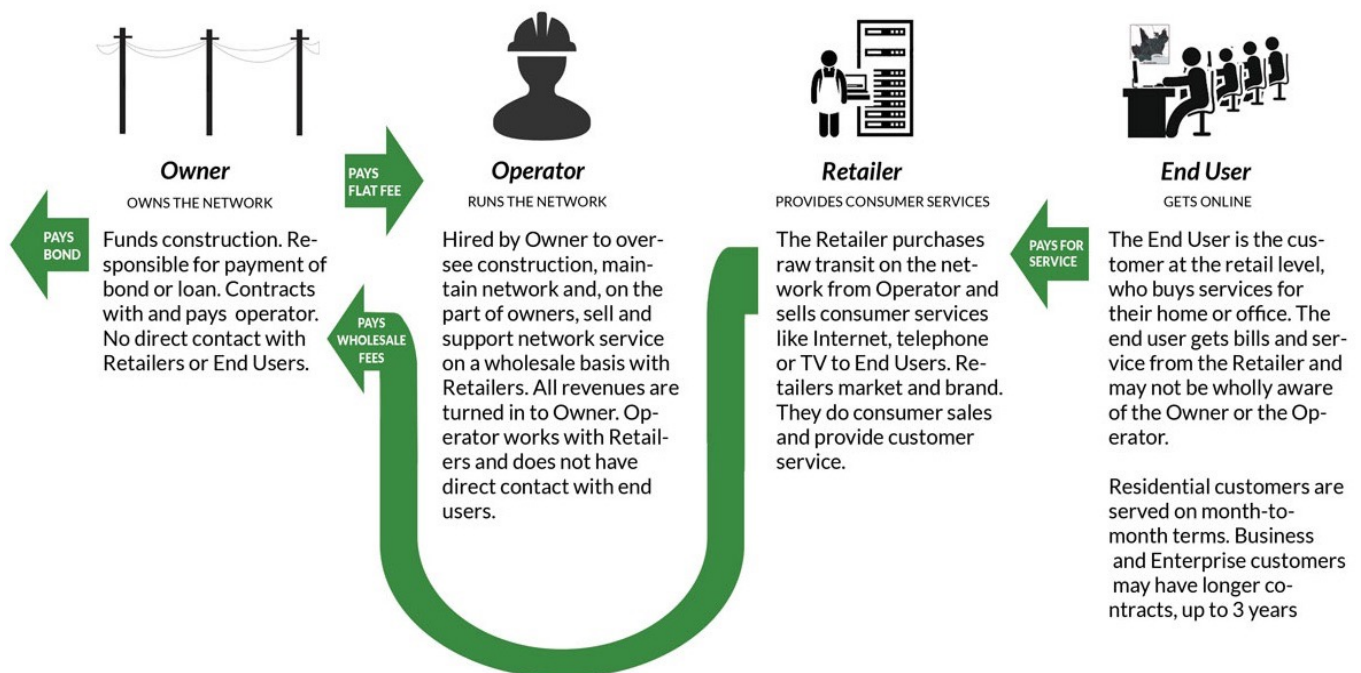 Owner
OWNS THE NETWORK
Funds construction. Re-
sponsible for payment of
bond or loan. Contracts
with and pays operator.
No direct contact with
Retailers or End Users.
PAYS
BOND
PAYS
FLAT FEE
PAYS
WHOLESALE
FEES
Operator
RUNS THE NETWORK
Hired by Owner to over-
see construction, main-
tain network and, on the
part of owners, sell and
support network service
on a wholesale basis with
Retailers. All revenues are
turned in to Owner. Op-
erator works with Retail-
ers and does not have
direct contact with end
users.
Retailer
PROVIDES CONSUMER SERVICES
The Retailer purchases
raw transit on the net-
work from Operator and
sells consumer services
like Internet, telephone
or TV to End Users. Re-
tailers market and brand.
They do consumer sales
and provide customer
service.
PAYS FOR
SERVICE
End User
GETS ONLINE
The End User is the cus-
tomer at the retail level,
who buys services for
their home or office. The
end user gets bills and ser-
vice from the Retailer and
may not be wholly aware
of the Owner or the Op-
erator.
Residential customers are
served on month-to-
month terms. Business
and Enterprise customers
may have longer co-
ntracts, up to 3 years